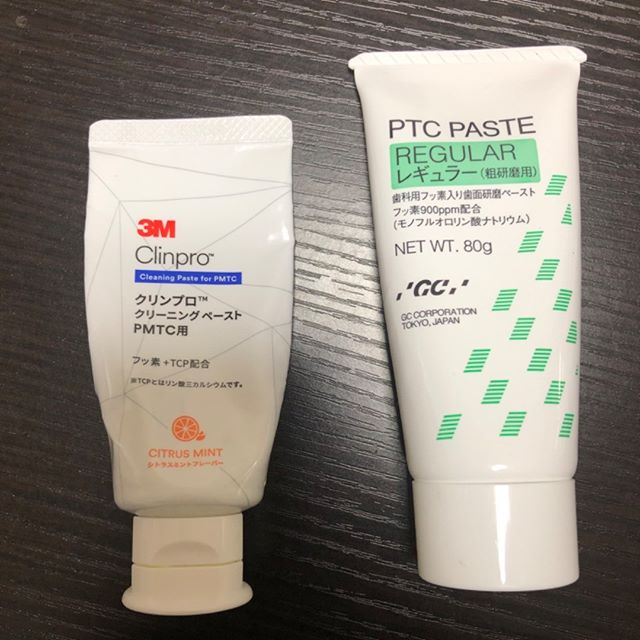 3M
Clinpro™
Cleaning Paste for PMTC
クリンプロ™
クリーニング ペースト
PMTC用
フッ素 +TCP配合
※TCPとはリン酸三カルシウムです。
CITRUS MINT
シトラスミントフレーバー
PTC PASTE
REGULAR
レギュラー(粗研磨用)
歯科用フッ素入り歯面研磨ペースト
フッ素900ppm配合
(モノフルオロリン酸ナトリウム)
NET WT. 80g
GC
GC CORPORATION
TOKYO, JAPAN